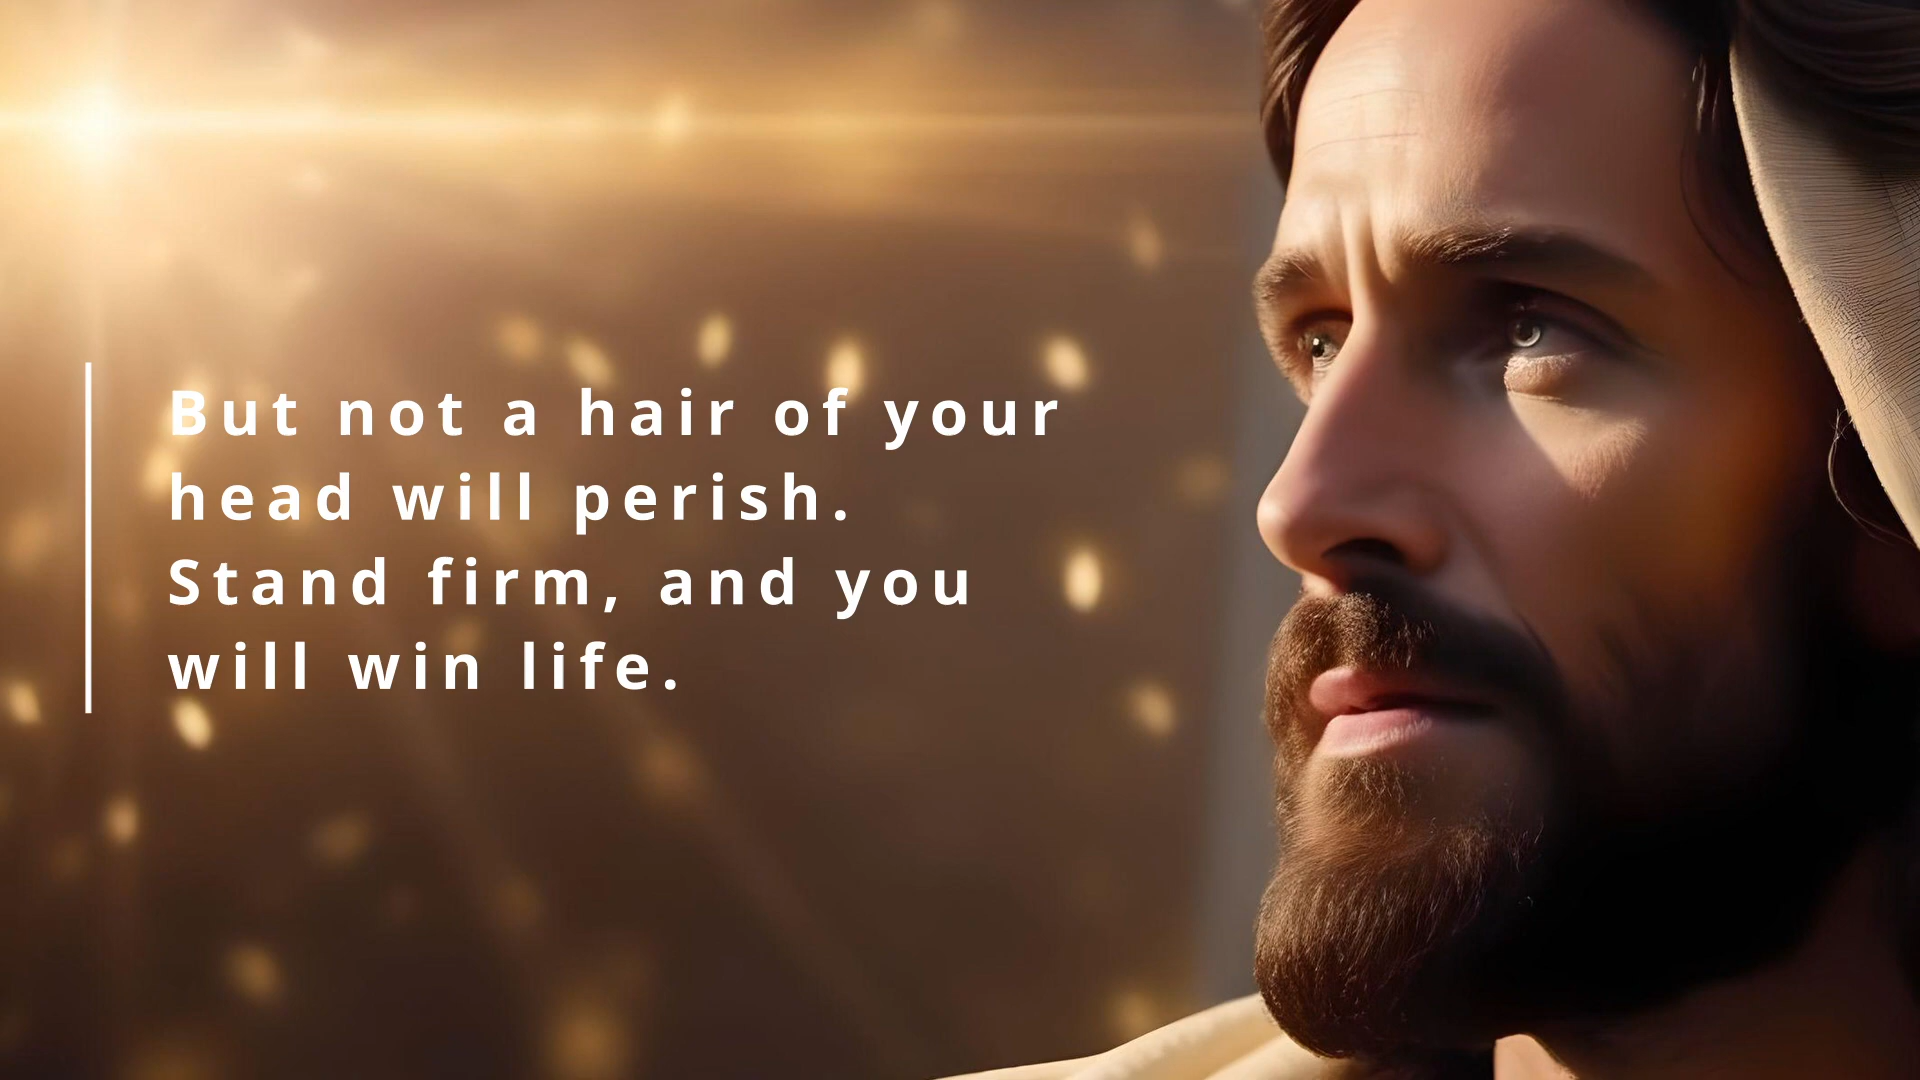 But not a hair of your
head will perish.
Stand firm, and you
will win life.